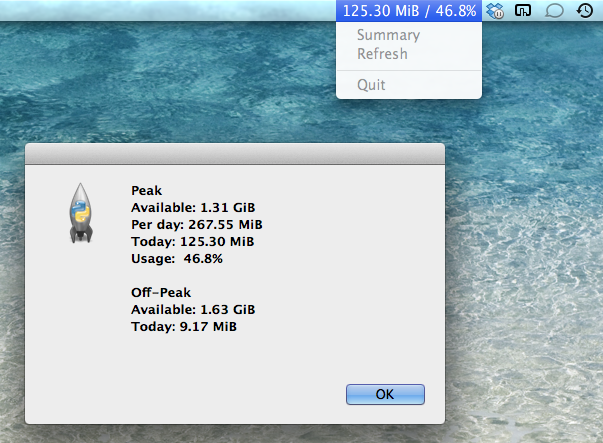 125.30 MiB / 46.8%
Summary
Refresh
Quit
Peak
Available: 1.31 GiB
Per day: 267.55 MiB
Today: 125.30 MiB
Usage:  46.8%
Off-Peak
Available: 1.63 GiB
Today: 9.17 MiB
OK